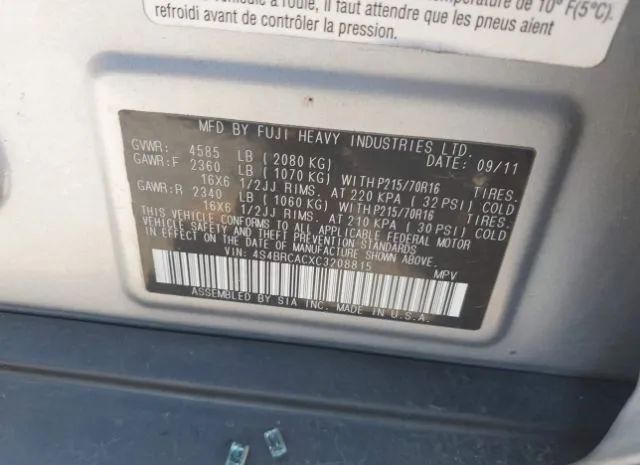 température de 10° F(5°C).
refroidi avant de contrôler la pression.
MFD BY FUJI HEAVY INDUSTRIES LTD.
GVWR: 4585 LB (2080 KG) DATE: 09/11
GAWR:F 2360 LB (1070 KG) WITH P215/70R16 TIRES.
16X6 1/2JJ RIMS. AT 220 KPA (32 PSI) COLD
GAWR:R 2340 LB (1060 KG) WITH P215/70R16 TIRES.
16X6 1/2JJ RIMS. AT 210 KPA (30 PSI) COLD
THIS VEHICLE CONFORMS TO ALL APPLICABLE FEDERAL MOTOR
VEHICLE SAFETY AND THEFT PREVENTION STANDARDS
IN EFFECT ON THE DATE OF MANUFACTURE SHOWN ABOVE.
VIN: 4S4BRCACXC3208815 MPV
ASSEMBLED BY SIA INC. MADE IN U.S.A.